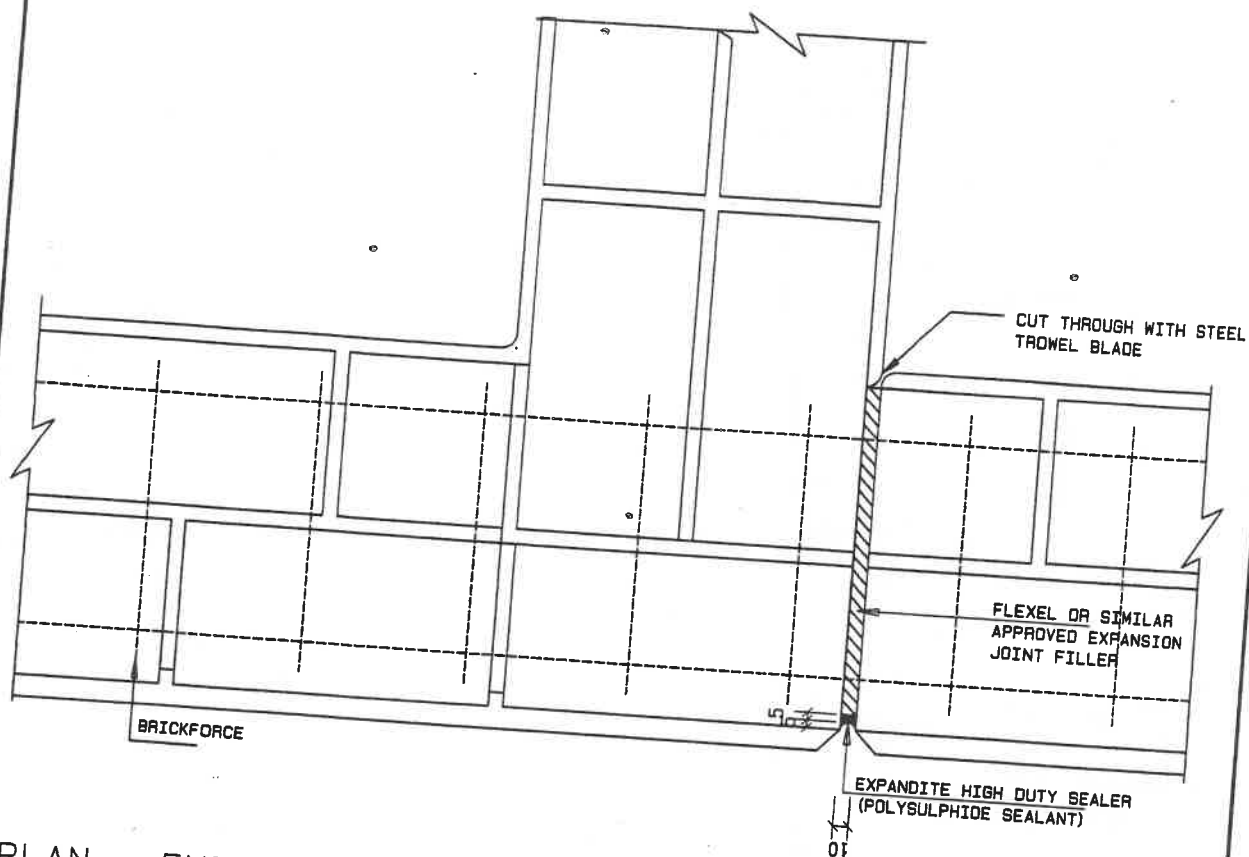 CUT THROUGH WITH STEEL
TROWEL BLADE
FLEXEL OR SIMILAR
APPROVED EXPANSION
JOINT FILLER
BRICKFORCE
EXPANDITE HIGH DUTY SEALER
(POLYSULPHIDE SEALANT)
10
PLAN